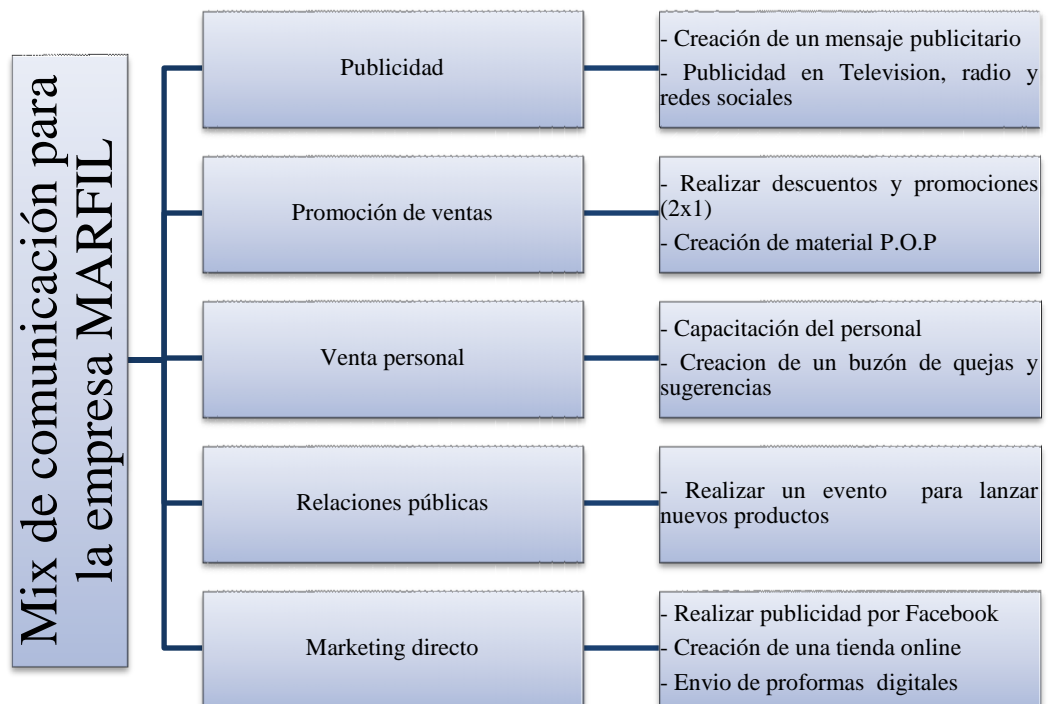 Mix de comunicación para
la empresa MARFIL
Publicidad
- Creación de un mensaje publicitario
- Publicidad en Television, radio y
redes sociales
Promoción de ventas
- Realizar descuentos y promociones
(2x1)
- Creación de material P.O.P
Venta personal
- Capacitación del personal
- Creacion de un buzón de quejas y
sugerencias
Relaciones públicas
- Realizar un evento para lanzar
nuevos productos
Marketing directo
- Realizar publicidad por Facebook
- Creación de una tienda online
- Envio de proformas digitales